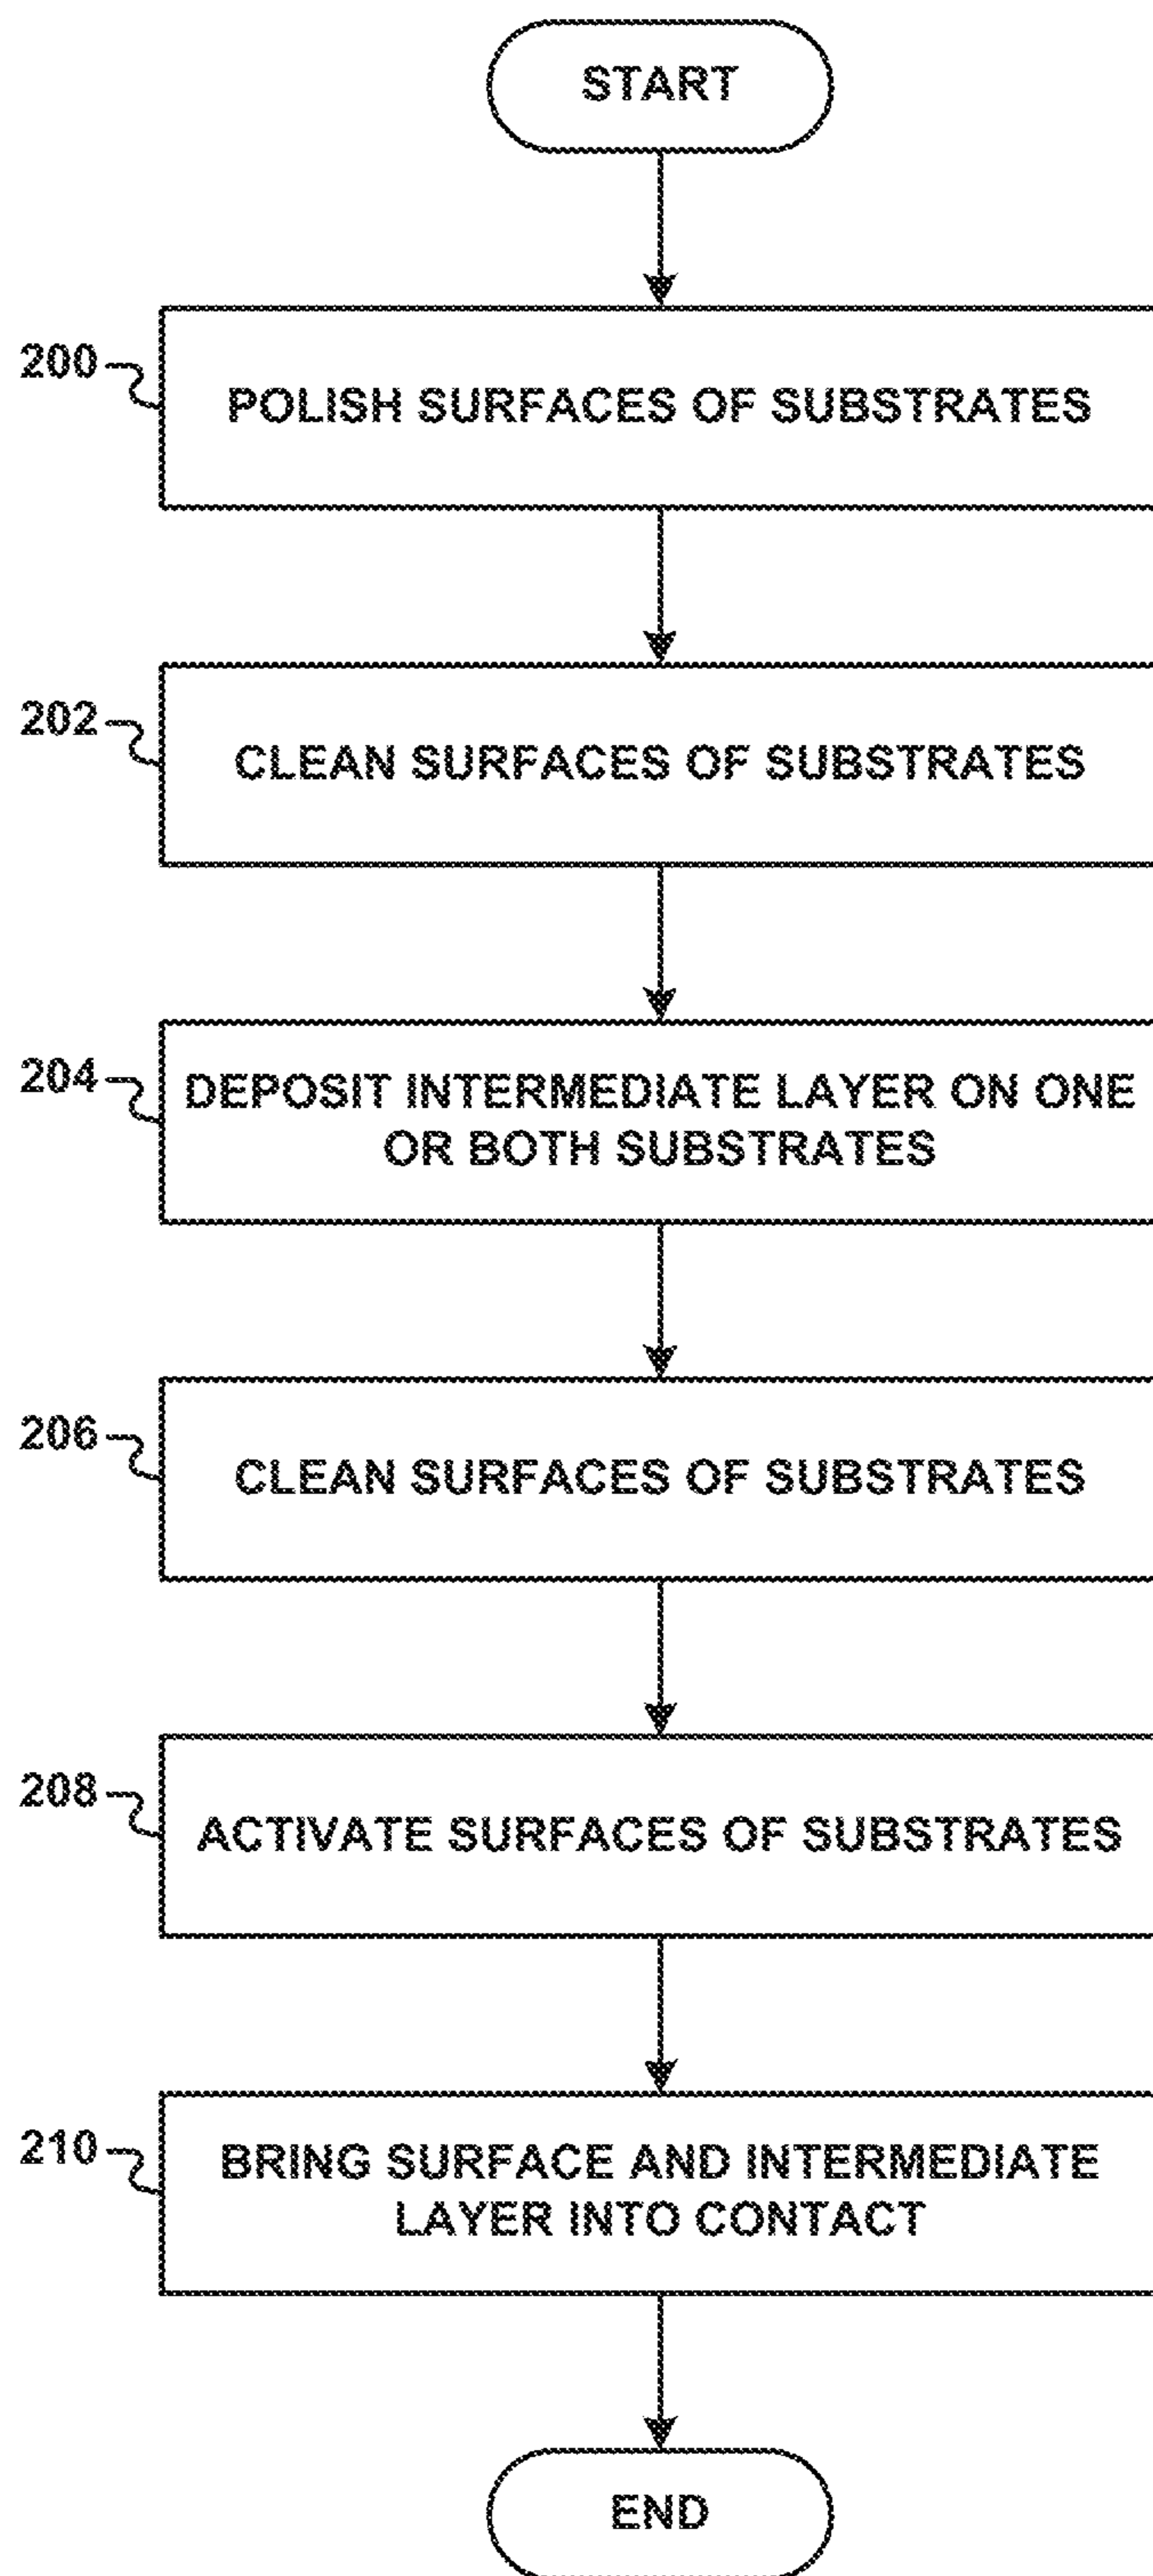 START
200
POLISH SURFACES OF SUBSTRATES
202
CLEAN SURFACES OF SUBSTRATES
204
DEPOSIT INTERMEDIATE LAYER ON ONE
OR BOTH SUBSTRATES
206
CLEAN SURFACES OF SUBSTRATES
208
ACTIVATE SURFACES OF SUBSTRATES
210
BRING SURFACE AND INTERMEDIATE
LAYER INTO CONTACT
END